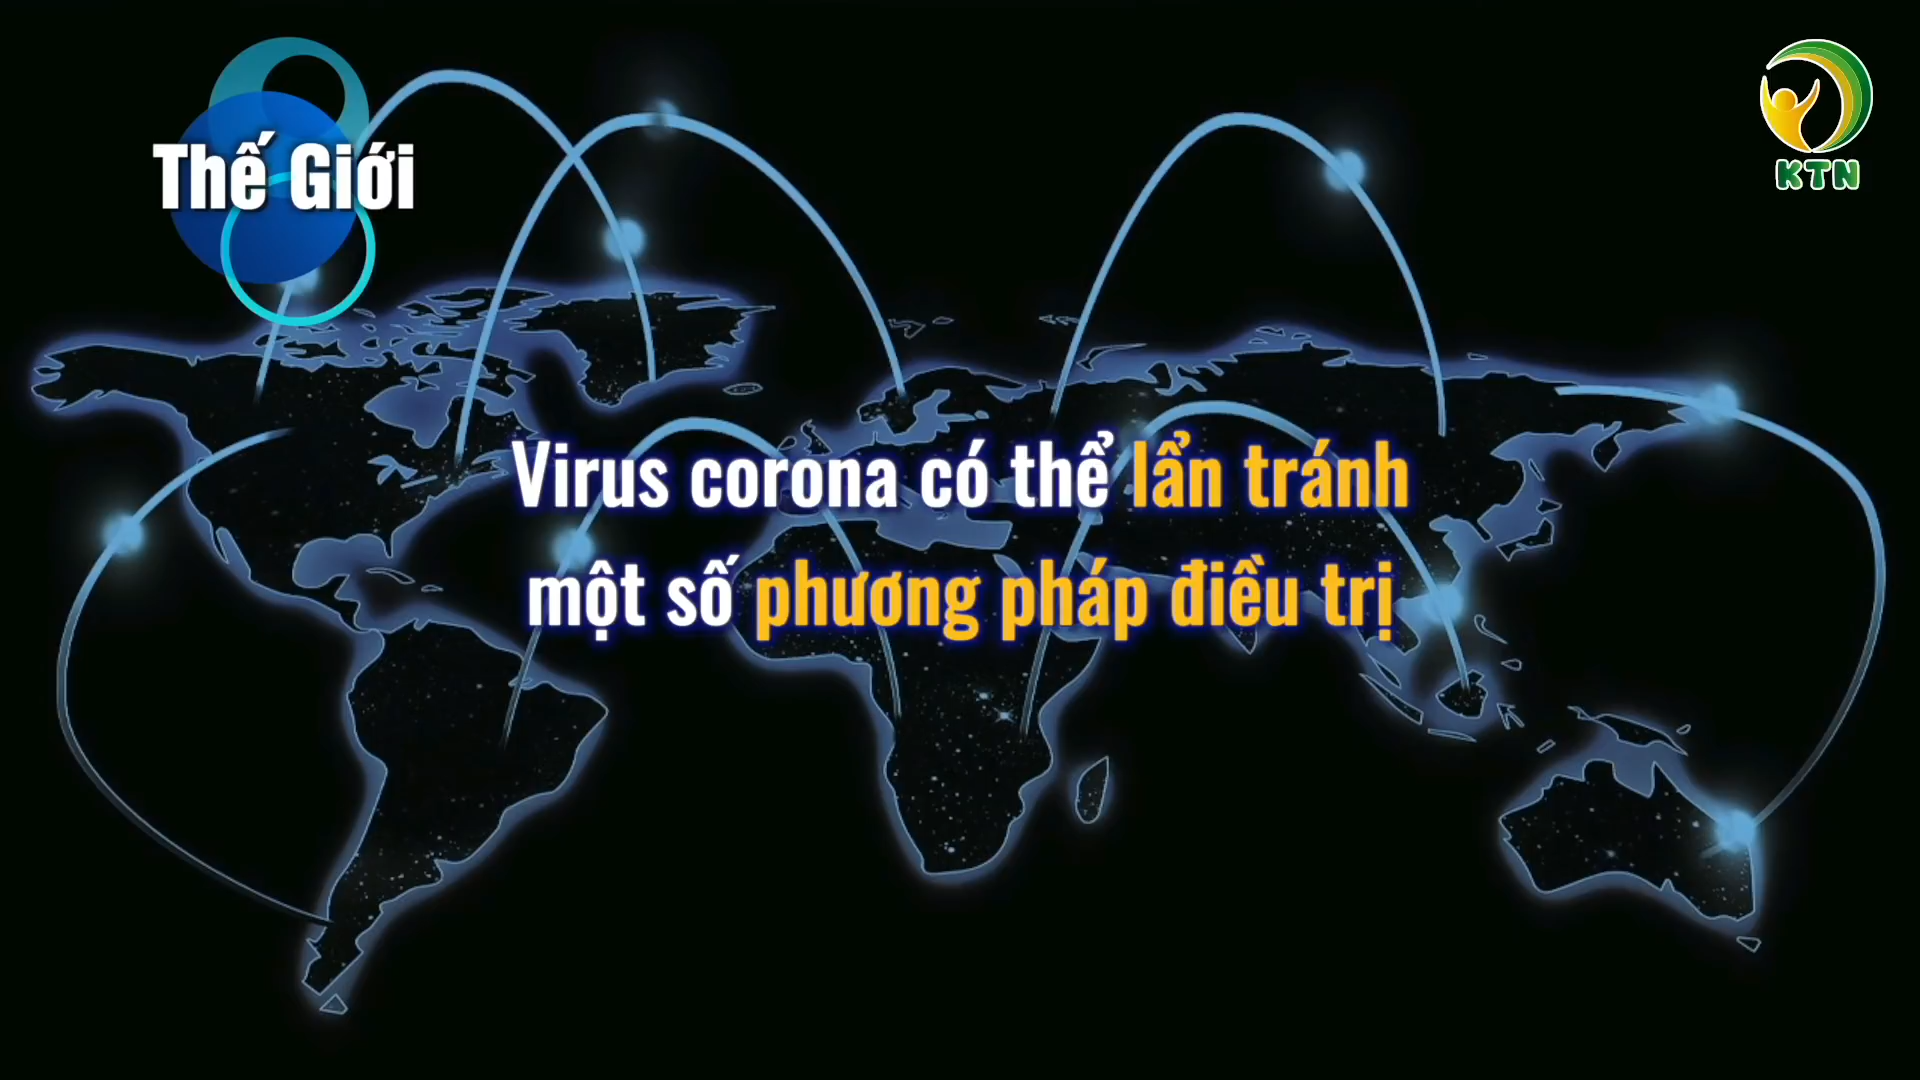 Thế Giới
KTN
Virus corona có thể lẩn tránh
một số phương pháp điều trị